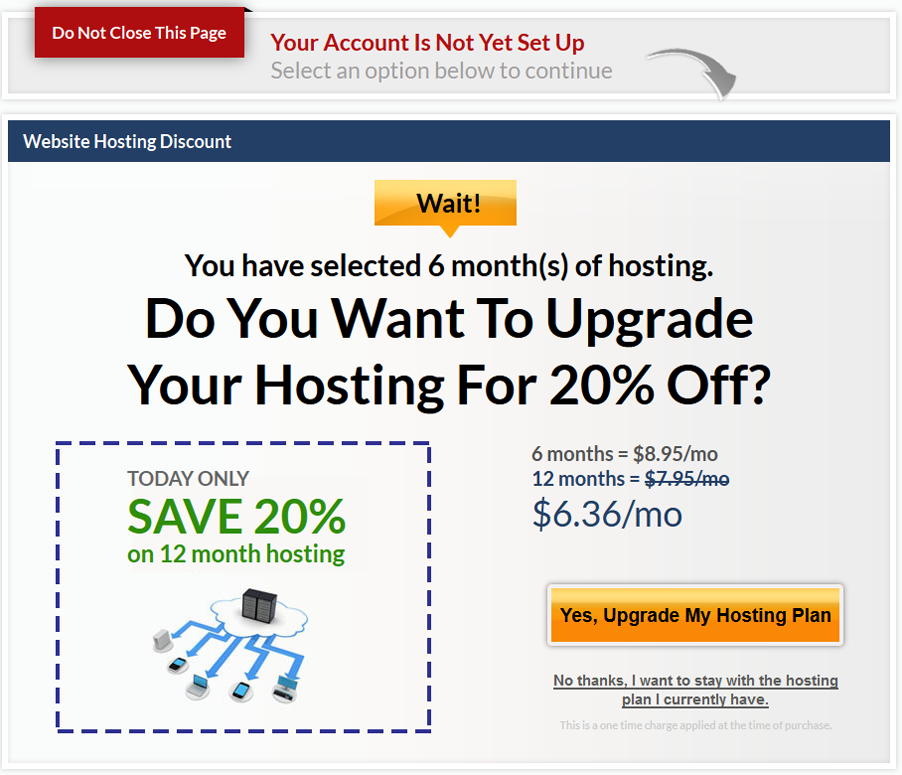 Do Not Close This Page
Your Account Is Not Yet Set Up
Select an option below to continue
Website Hosting Discount
Wait!
You have selected 6 month(s) of hosting.
Do You Want To Upgrade
Your Hosting For 20% Off?
TODAY ONLY
SAVE 20%
on 12 month hosting
6 months = $8.95/mo
12 months = $7.95/mo
$6.36/mo
Yes, Upgrade My Hosting Plan
No thanks, I want to stay with the hosting
plan I currently have.
This is a one time charge applied at the time of purchase.